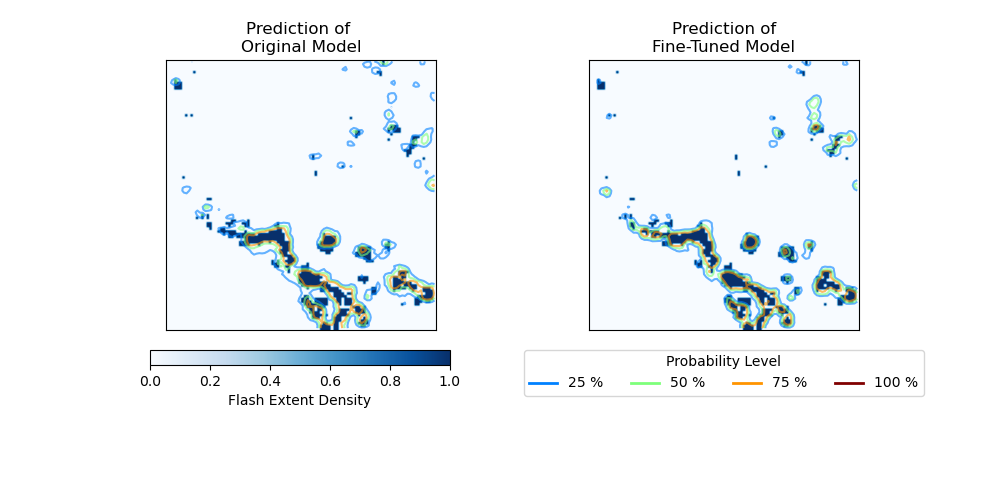 Prediction of
Original Model
Prediction of
Fine-Tuned Model
0.0 0.2 0.4 0.6 0.8 1.0
Flash Extent Density
Probability Level
25 % 50 % 75 % 100 %